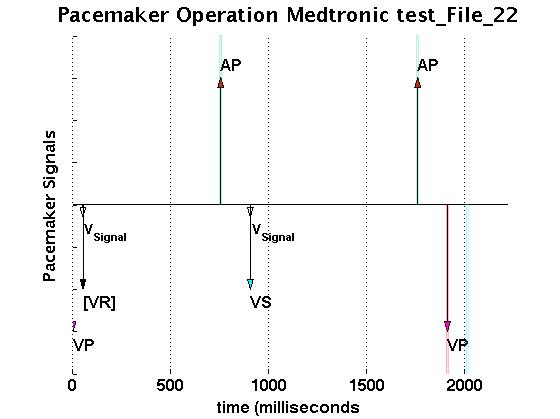 Pacemaker Operation Medtronic test_File_22
AP AP
Pacemaker Signals
VSignal VSignal
[VR] VS
VP VP
0 500 1000 1500 2000
time (milliseconds